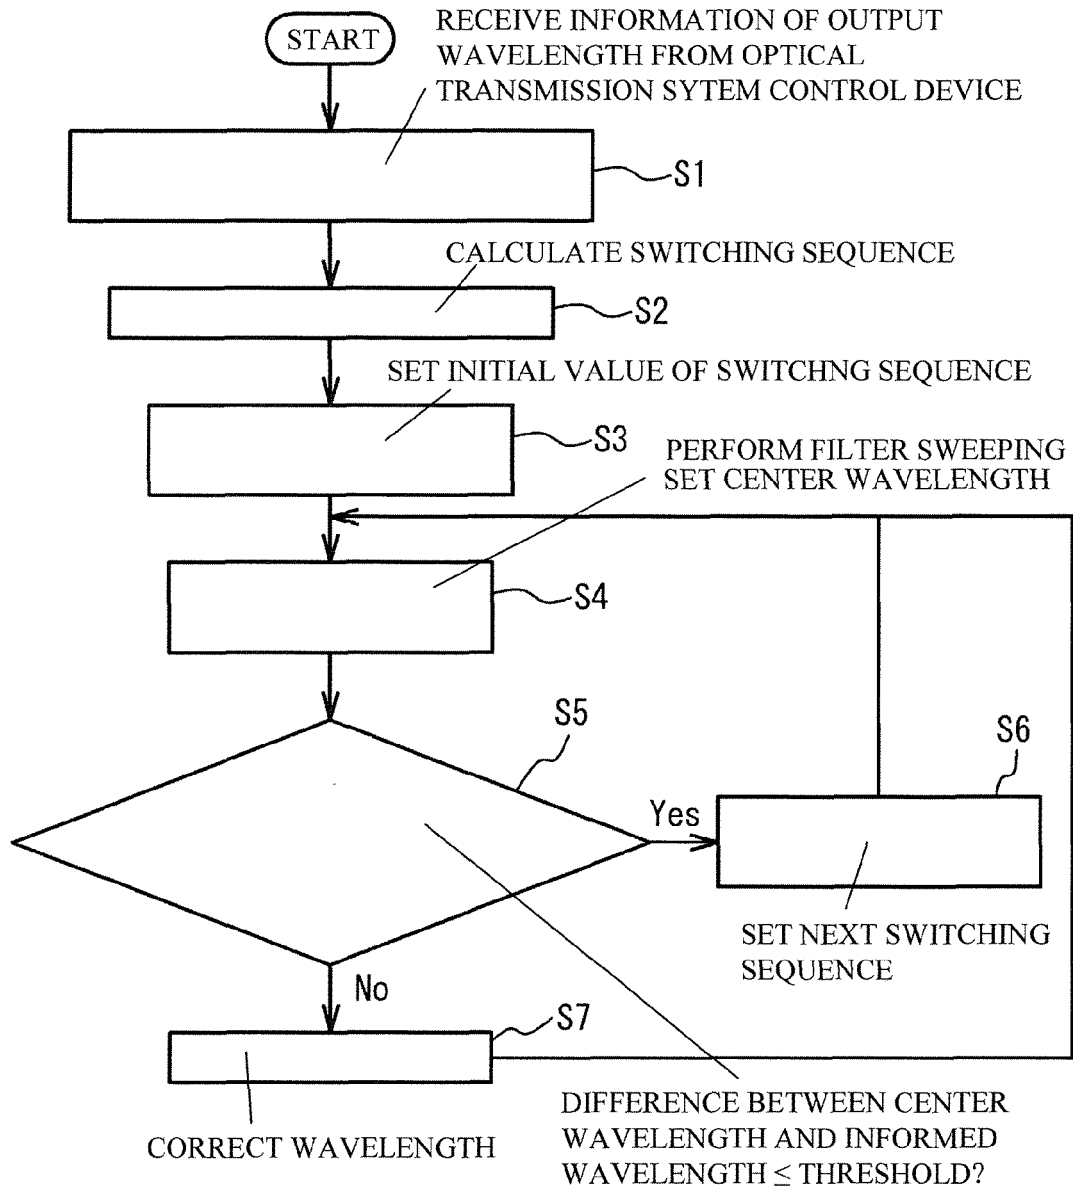 START
RECEIVE INFORMATION OF OUTPUT
WAVELENGTH FROM OPTICAL
TRANSMISSION SYTEM CONTROL DEVICE
S1
CALCULATE SWITCHING SEQUENCE
S2
SET INITIAL VALUE OF SWITCHNG SEQUENCE
S3
PERFORM FILTER SWEEPING
SET CENTER WAVELENGTH
S4
S5
S6
Yes
SET NEXT SWITCHING
SEQUENCE
No
S7
CORRECT WAVELENGTH
DIFFERENCE BETWEEN CENTER
WAVELENGTH AND INFORMED
WAVELENGTH ≤ THRESHOLD?